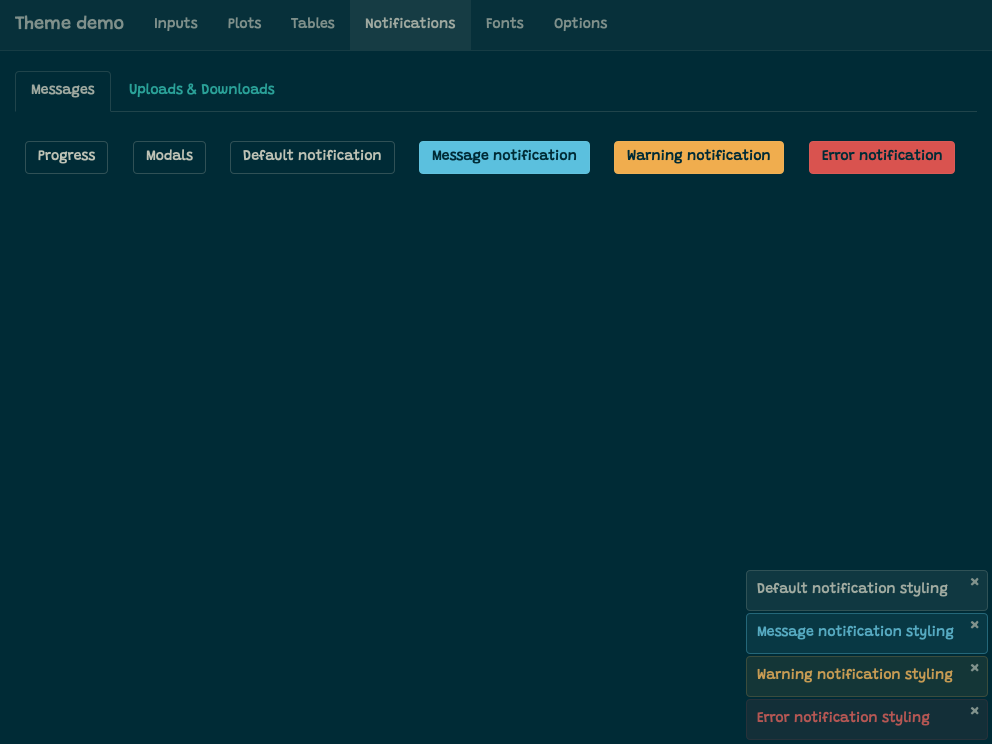 Theme demo Inputs Plots Tables Notifications Fonts Options
Messages Uploads & Downloads
Progress Modals Default notification Message notification Warning notification Error notification
Default notification styling ×
Message notification styling ×
Warning notification styling ×
Error notification styling ×